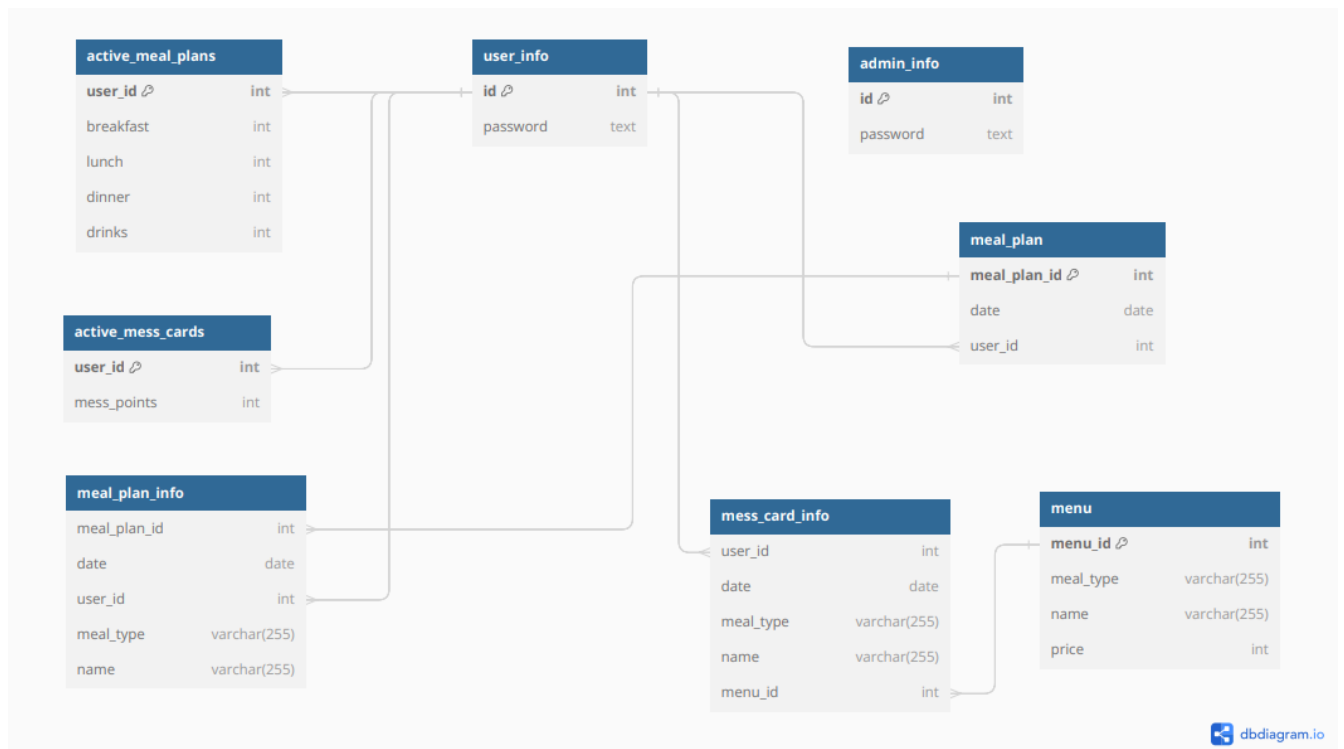 active_meal_plans
user_id int
breakfast int
lunch int
dinner int
drinks int
user_info
id int
password text
admin_info
id int
password text
meal_plan
meal_plan_id int
date date
user_id int
active_mess_cards
user_id int
mess_points int
meal_plan_info
meal_plan_id int
date date
user_id int
meal_type varchar(255)
name varchar(255)
mess_card_info
user_id int
date date
meal_type varchar(255)
name varchar(255)
menu_id int
menu
menu_id int
meal_type varchar(255)
name varchar(255)
price int
dbdiagram.io